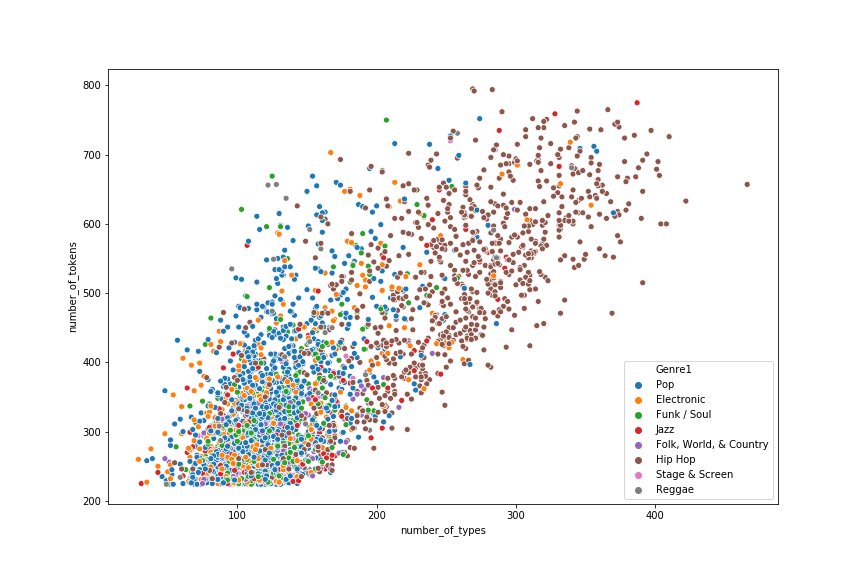 800
700
600
500
400
300
200
number_of_tokens
100
200
300
400
number_of_types
Genre1
Pop
Electronic
Funk / Soul
Jazz
Folk, World, & Country
Hip Hop
Stage & Screen
Reggae